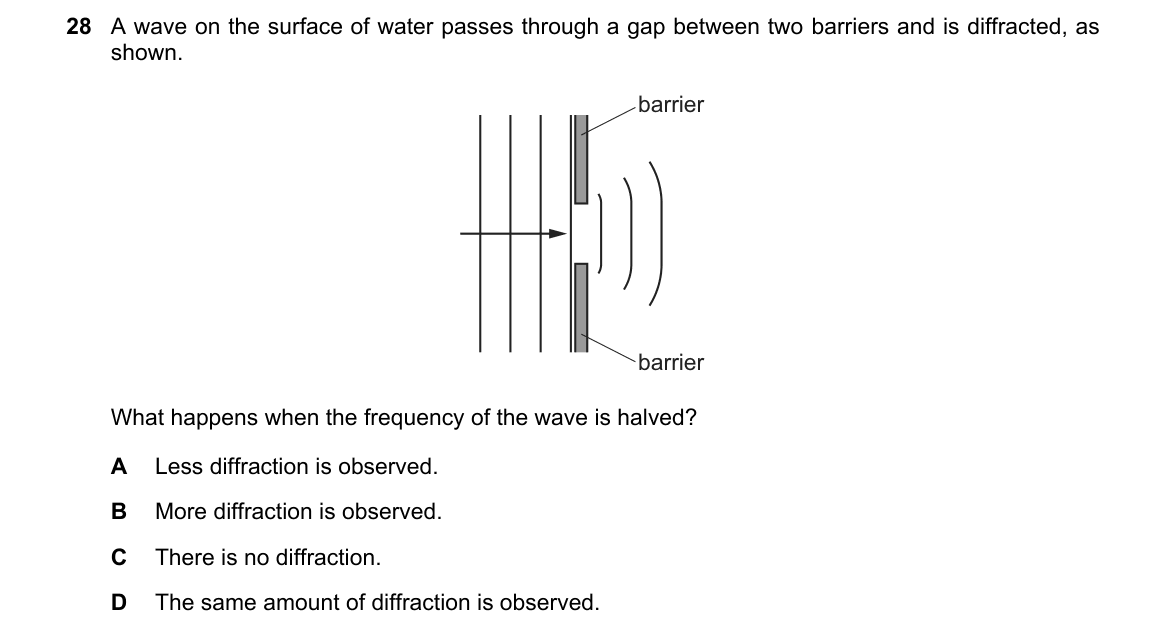 28 A wave on the surface of water passes through a gap between two barriers and is diffracted, as
shown.
barrier
barrier
What happens when the frequency of the wave is halved?
A Less diffraction is observed.
B More diffraction is observed.
C There is no diffraction.
D The same amount of diffraction is observed.